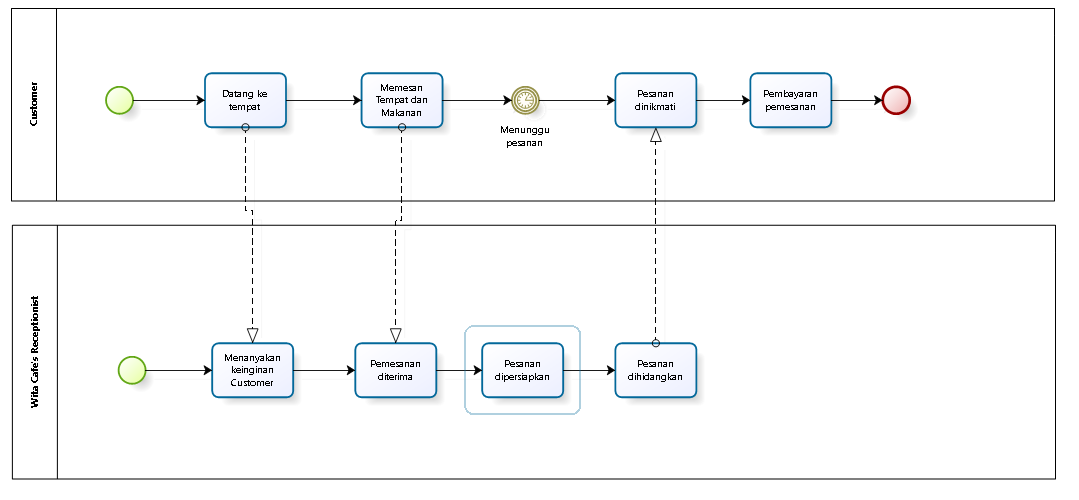 Customer
Datang ke
tempat
Memesan
Tempat dan
Makanan
Menunggu
pesanan
Pesanan
dinikmati
Pembayaran
pemesanan
Wita Cafe's Receptionist
Menanyakan
keinginan
Customer
Pemesanan
diterima
Pesanan
dipersiapkan
Pesanan
dihidangkan